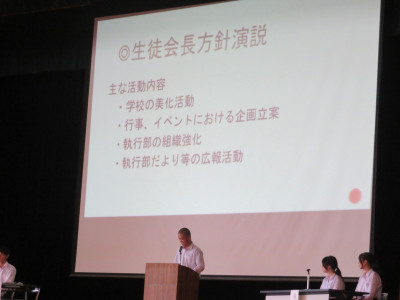 ◎生徒会長方針演説
主な活動内容
・学校の美化活動
・行事、イベントにおける企画立案
・執行部の組織強化
・執行部だより等の広報活動